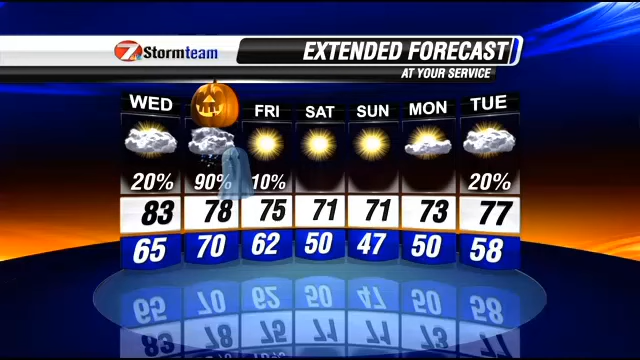 7 Stormteam
EXTENDED FORECAST
AT YOUR SERVICE
WED FRI SAT SUN MON TUE
20% 90% 10% 20%
83 78 75 71 71 73 77
65 70 62 50 47 50 58